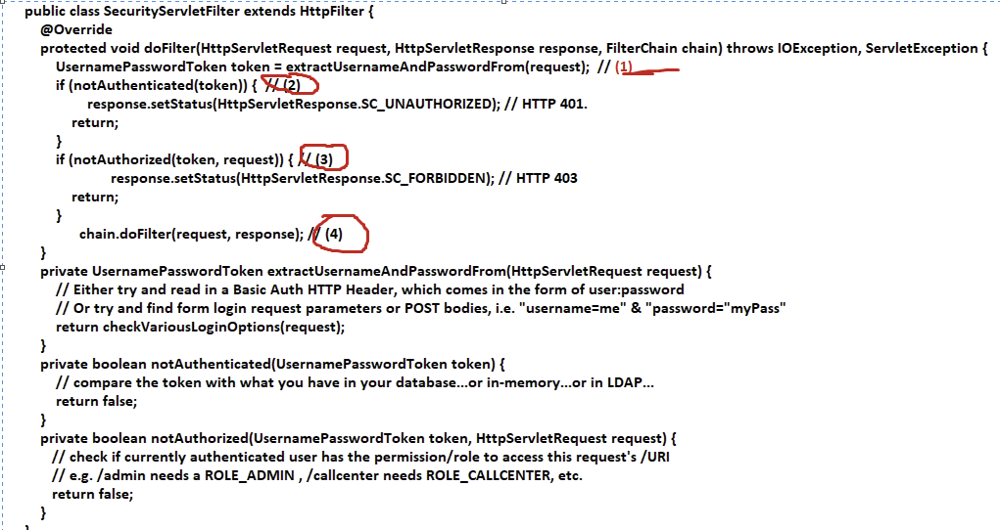 public class SecurityServletFilter extends HttpFilter {
@Override
protected void doFilter(HttpServletRequest request, HttpServletResponse response, FilterChain chain) throws IOException, ServletException {
UsernamePasswordToken token = extractUsernameAndPasswordFrom(request); // (1)
if (notAuthenticated(token)) { // (2)
response.setStatus(HttpServletResponse.SC_UNAUTHORIZED); // HTTP 401.
return;
}
if (notAuthorized(token, request)) { // (3)
response.setStatus(HttpServletResponse.SC_FORBIDDEN); // HTTP 403
return;
}
chain.doFilter(request, response); // (4)
}
private UsernamePasswordToken extractUsernameAndPasswordFrom(HttpServletRequest request) {
// Either try and read in a Basic Auth HTTP Header, which comes in the form of user:password
// Or try and find form login request parameters or POST bodies, i.e. "username=me" & "password="myPass"
return checkVariousLoginOptions(request);
}
private boolean notAuthenticated(UsernamePasswordToken token) {
// compare the token with what you have in your database...or in-memory...or in LDAP...
return false;
}
private boolean notAuthorized(UsernamePasswordToken token, HttpServletRequest request) {
// check if currently authenticated user has the permission/role to access this request's /URI
// e.g. /admin needs a ROLE_ADMIN , /callcenter needs ROLE_CALLCENTER, etc.
return false;
}
}